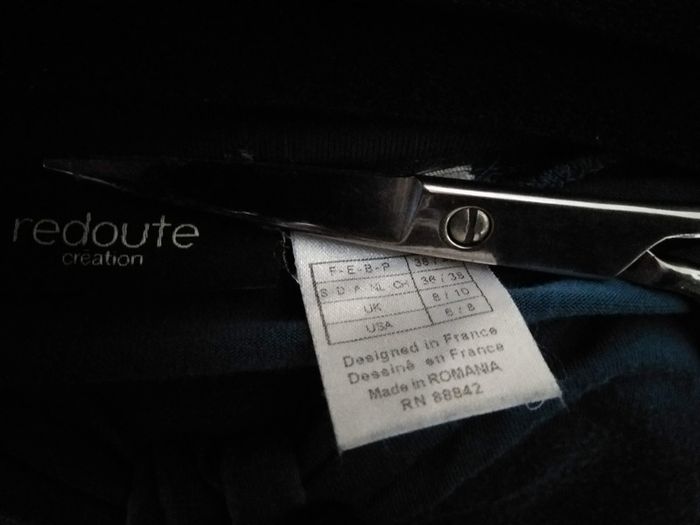 redoute
creation
F-E-B-P 38 /
S-D-A-NL-CH 36 / 38
UK 8 / 10
USA 6 / 8
Designed in France
Dessiné en France
Made in ROMANIA
RN 88842